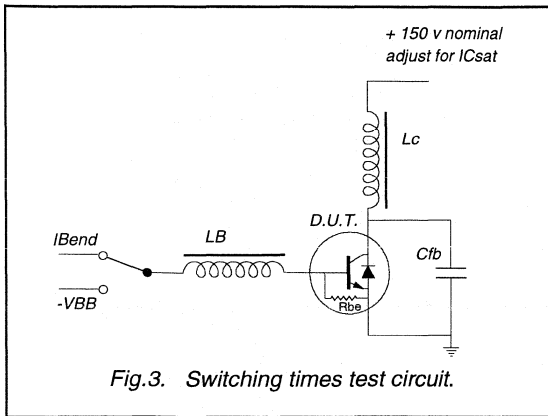 + 150 v nominal
adjust for ICsat
Lc
D.U.T.
IBend
LB
Cfb
-VBB
Rbe
Fig.3. Switching times test circuit.